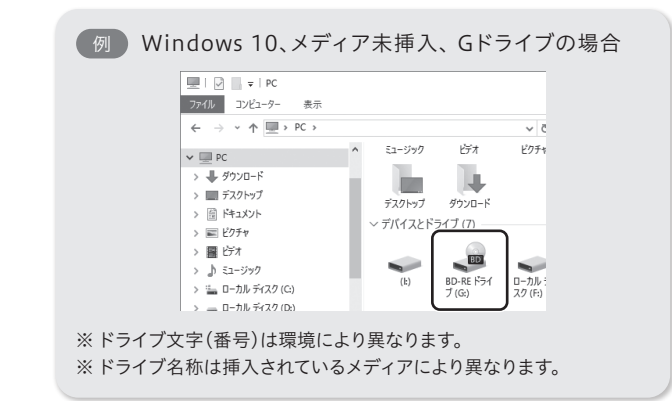 例 Windows 10、メディア未挿入、Gドライブの場合
PC
ファイル コンピューター 表示
PC
PC
ダウンロード
デスクトップ
ドキュメント
ピクチャ
ビデオ
ミュージック
ローカル ディスク (C:)
ローカル ディスク (D:)
ミュージック ビデオ ピクチャ
デスクトップ ダウンロード
デバイスとドライブ (7)
BD
BD-RE ドライ
ブ (G:)
ローカル
スク (F:)
※ ドライブ文字(番号)は環境により異なります。
※ ドライブ名称は挿入されているメディアにより異なります。